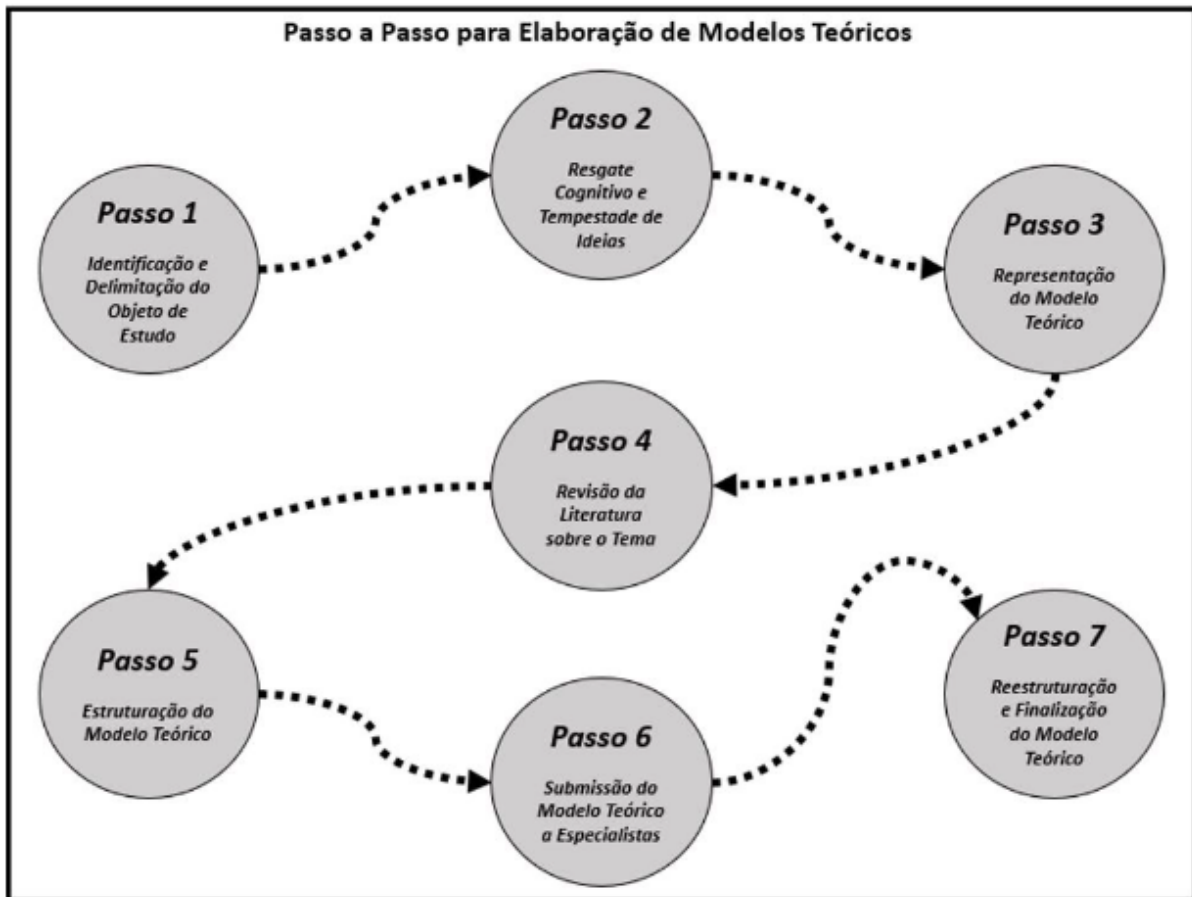 Passo a Passo para Elaboração de Modelos Teóricos
Passo 1
Identificação e
Delimitação do
Objeto de
Estudo
Passo 2
Resgate
Cognitivo e
Tempestade de
Ideias
Passo 3
Representação
do Modelo
Teórico
Passo 4
Revisão da
Literatura
sobre o Tema
Passo 5
Estruturação do
Modelo Teórico
Passo 6
Submissão do
Modelo Teórico
a Especialistas
Passo 7
Reestruturação
e Finalização
do Modelo
Teórico